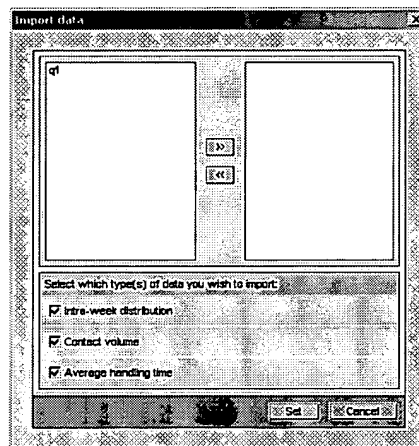 Import data
q1
>>
<<
Select which type(s) of data you wish to import:
Intra-week distribution
Contact volume
Average handling time
Set
Cancel